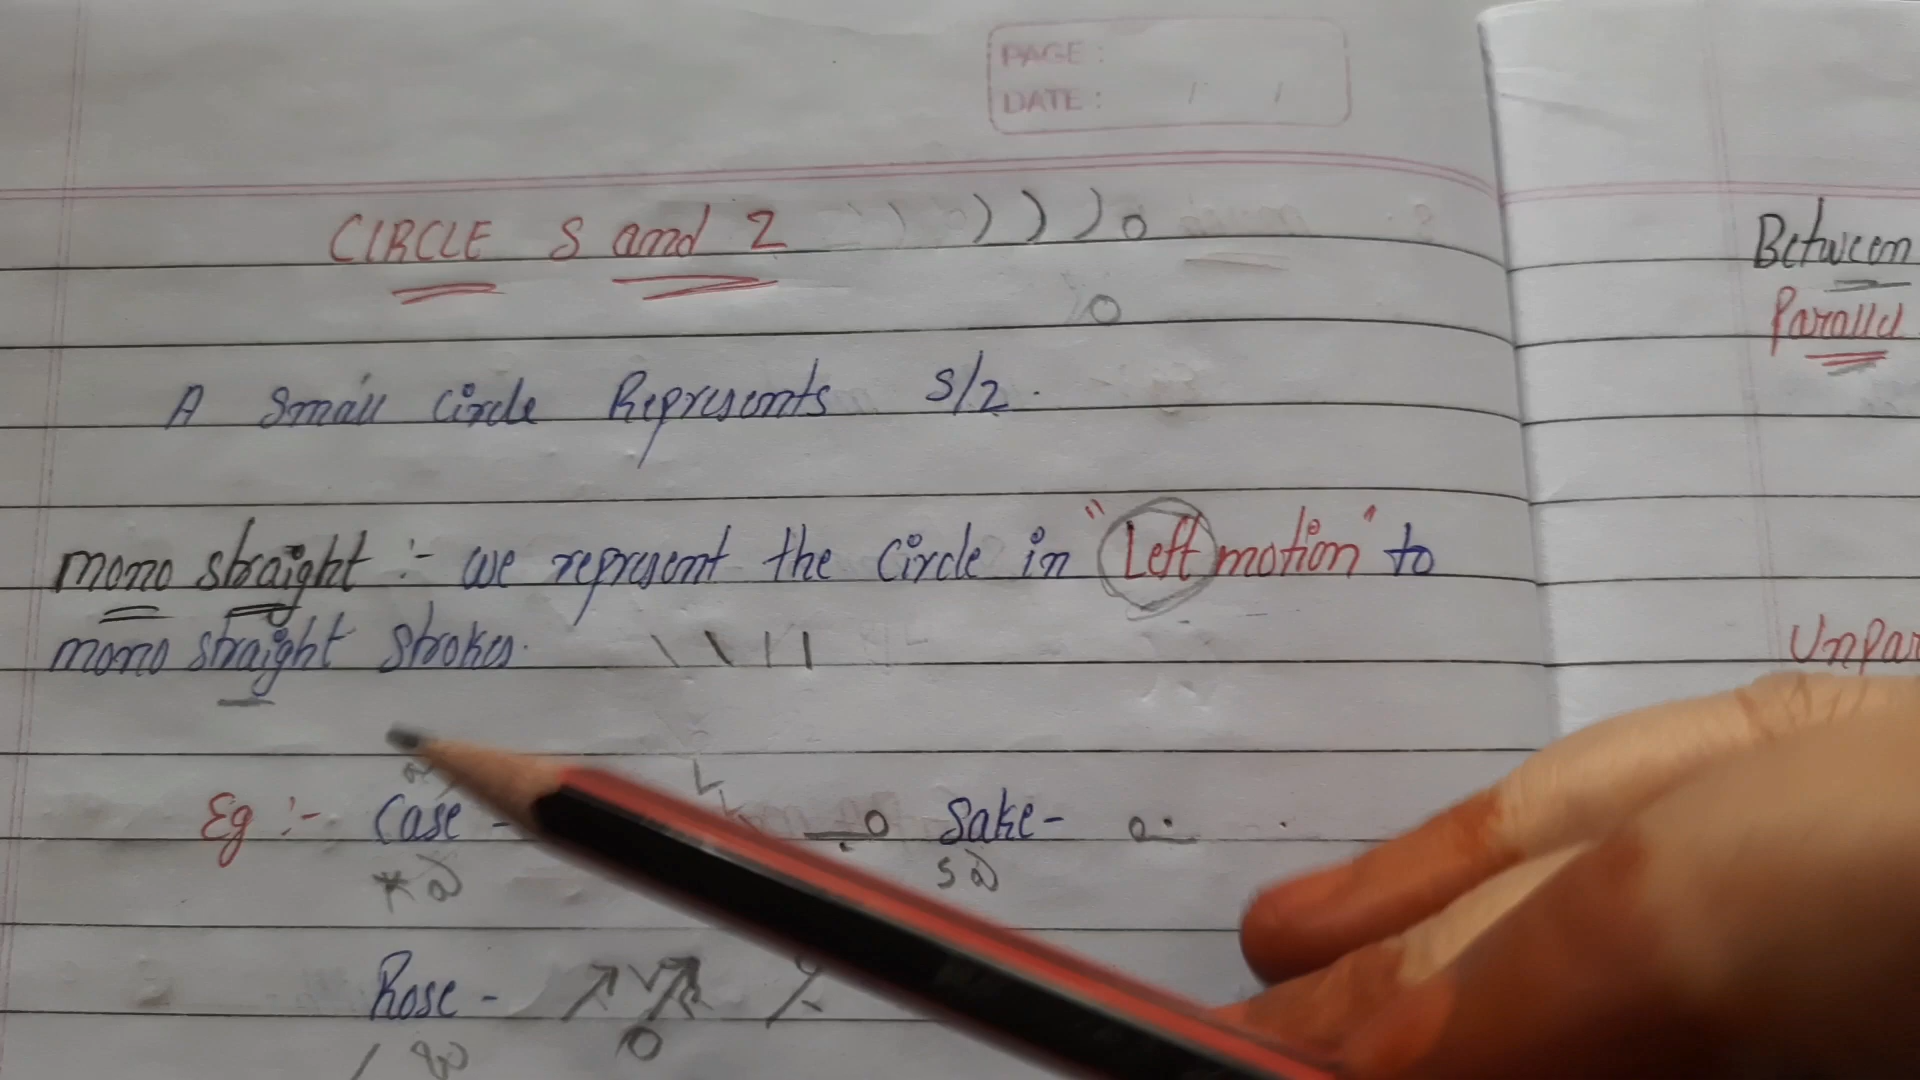 PAGE :
DATE : / /
CIRCLE S and Z
A small circle Represents S/Z.
mono straight :- we represent the circle in "Left motion" to
mono straight strokes.
Eg :- Case - Sake -
Rose -
Between
Parallel
UnPar